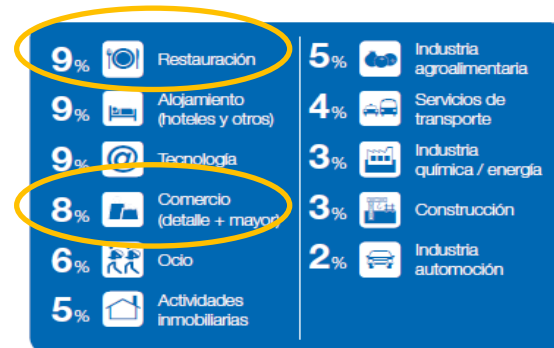 9% Restauración
9% Alojamiento
(hoteles y otros)
9% @ Tecnología
8% Comercio
(detalle + mayor)
6% Ocio
5% Actividades
inmobiliarias
5% Industria
agroalimentaria
4% Servicios de
transporte
3% Industria
química / energía
3% Construcción
2% Industria
automoción